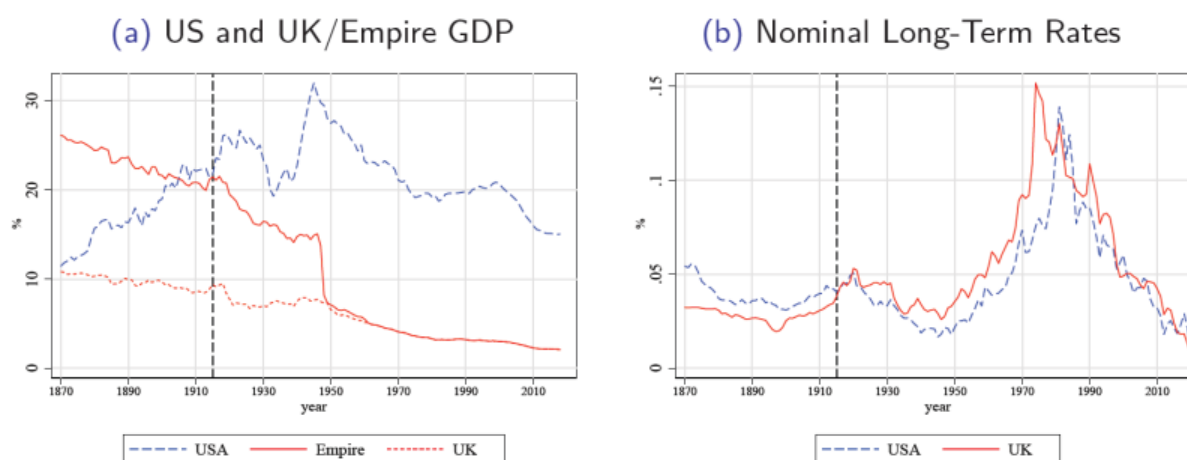 (a) US and UK/Empire GDP
30
20
10
0
%
1870 1890 1910 1930 1950 1970 1990 2010
year
USA Empire UK
(b) Nominal Long-Term Rates
.15
.1
.05
0
%
1870 1890 1910 1930 1950 1970 1990 2010
year
USA UK